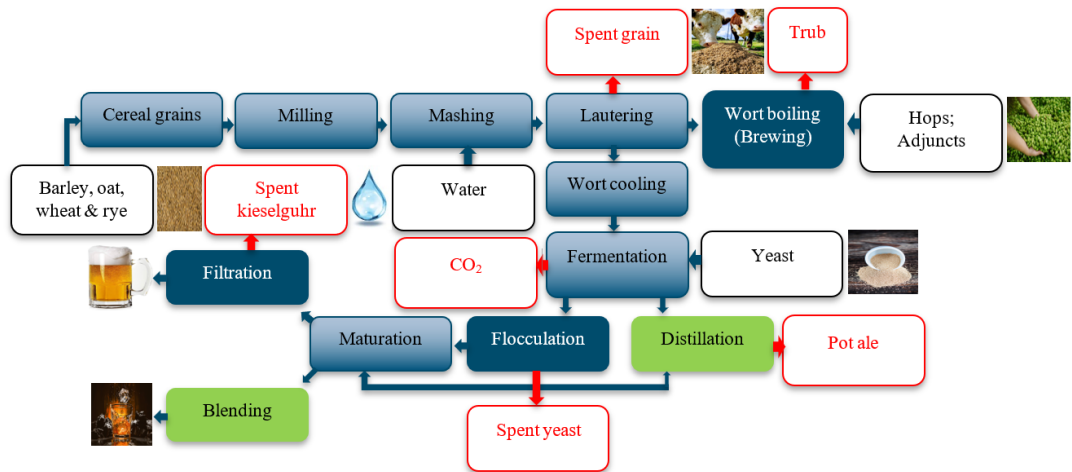 Spent grain
Trub
Cereal grains
Milling
Mashing
Lautering
Wort boiling
(Brewing)
Hops;
Adjuncts
Barley, oat,
wheat & rye
Spent
kieselguhr
Water
Wort cooling
Filtration
CO₂
Fermentation
Yeast
Maturation
Flocculation
Distillation
Pot ale
Blending
Spent yeast